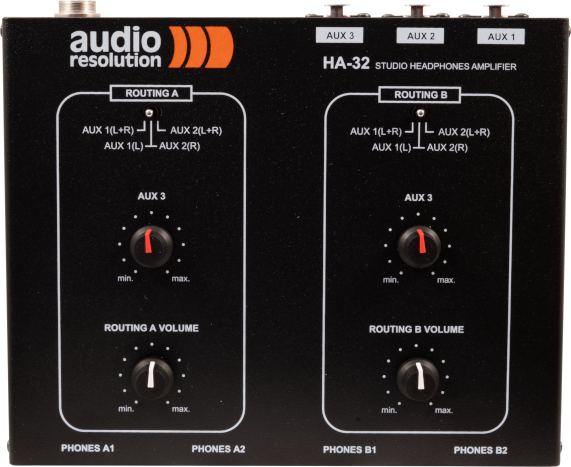 AUX 3 AUX 2 AUX 1
audio
resolution
HA-32 STUDIO HEADPHONES AMPLIFIER
ROUTING A
AUX 1(L+R) AUX 2(L+R)
AUX 1(L) AUX 2(R)
AUX 3
min. max.
ROUTING A VOLUME
min. max.
PHONES A1 PHONES A2
ROUTING B
AUX 1(L+R) AUX 2(L+R)
AUX 1(L) AUX 2(R)
AUX 3
min. max.
ROUTING B VOLUME
min. max.
PHONES B1 PHONES B2